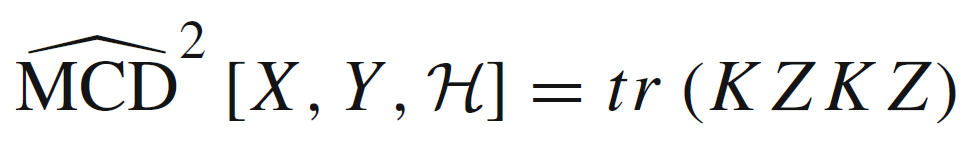 $\widehat{\mathrm{MCD}}^2 [X, Y, \mathcal{H}] = tr (KZKZ)$